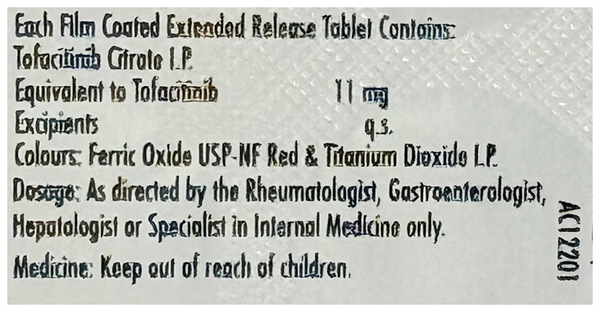 Each Film Coated Extended Release Tablet Contains:
Tofacitinib Citrate I.P.
Equivalent to Tofacitinib 11 mg
Excipients q.s.
Colours: Ferric Oxide USP-NF Red & Titanium Dioxide I.P.
Dosage: As directed by the Rheumatologist, Gastroenterologist,
Hepatologist or Specialist in Internal Medicine only.
Medicine: Keep out of reach of children.
ACI2201